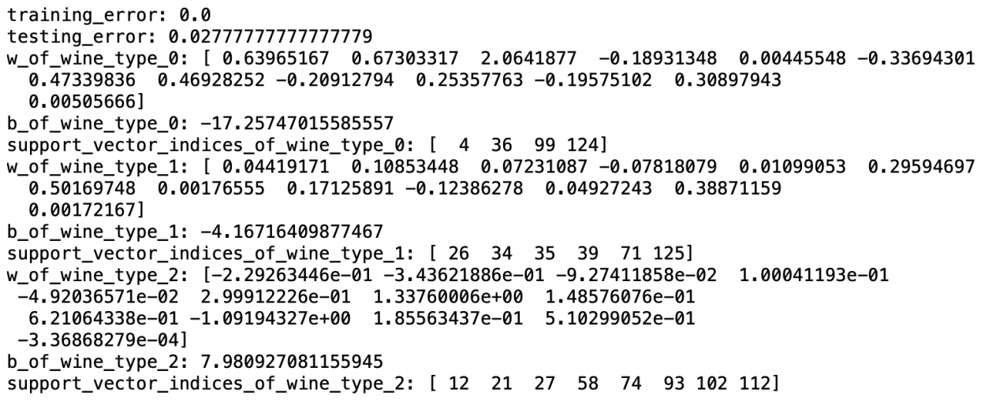 training_error: 0.0
testing_error: 0.02777777777777779
w_of_wine_type_0: [ 0.63965167  0.67303317  2.0641877  -0.18931348  0.00445548 -0.33694301
  0.47339836  0.46928252 -0.20912794  0.25357763 -0.19575102  0.30897943
  0.00505666]
b_of_wine_type_0: -17.25747015585557
support_vector_indices_of_wine_type_0: [  4  36  99 124]
w_of_wine_type_1: [ 0.04419171  0.10853448  0.07231087 -0.07818079  0.01099053  0.29594697
  0.50169748  0.00176555  0.17125891 -0.12386278  0.04927243  0.38871159
  0.00172167]
b_of_wine_type_1: -4.16716409877467
support_vector_indices_of_wine_type_1: [ 26  34  35  39  71 125]
w_of_wine_type_2: [-2.29263446e-01 -3.43621886e-01 -9.27411858e-02  1.00041193e-01
 -4.92036571e-02  2.99912226e-01  1.33760006e+00  1.48576076e-01
  6.21064338e-01 -1.09194327e+00  1.85563437e-01  5.10299052e-01
 -3.36868279e-04]
b_of_wine_type_2: 7.980927081155945
support_vector_indices_of_wine_type_2: [ 12  21  27  58  74  93 102 112]